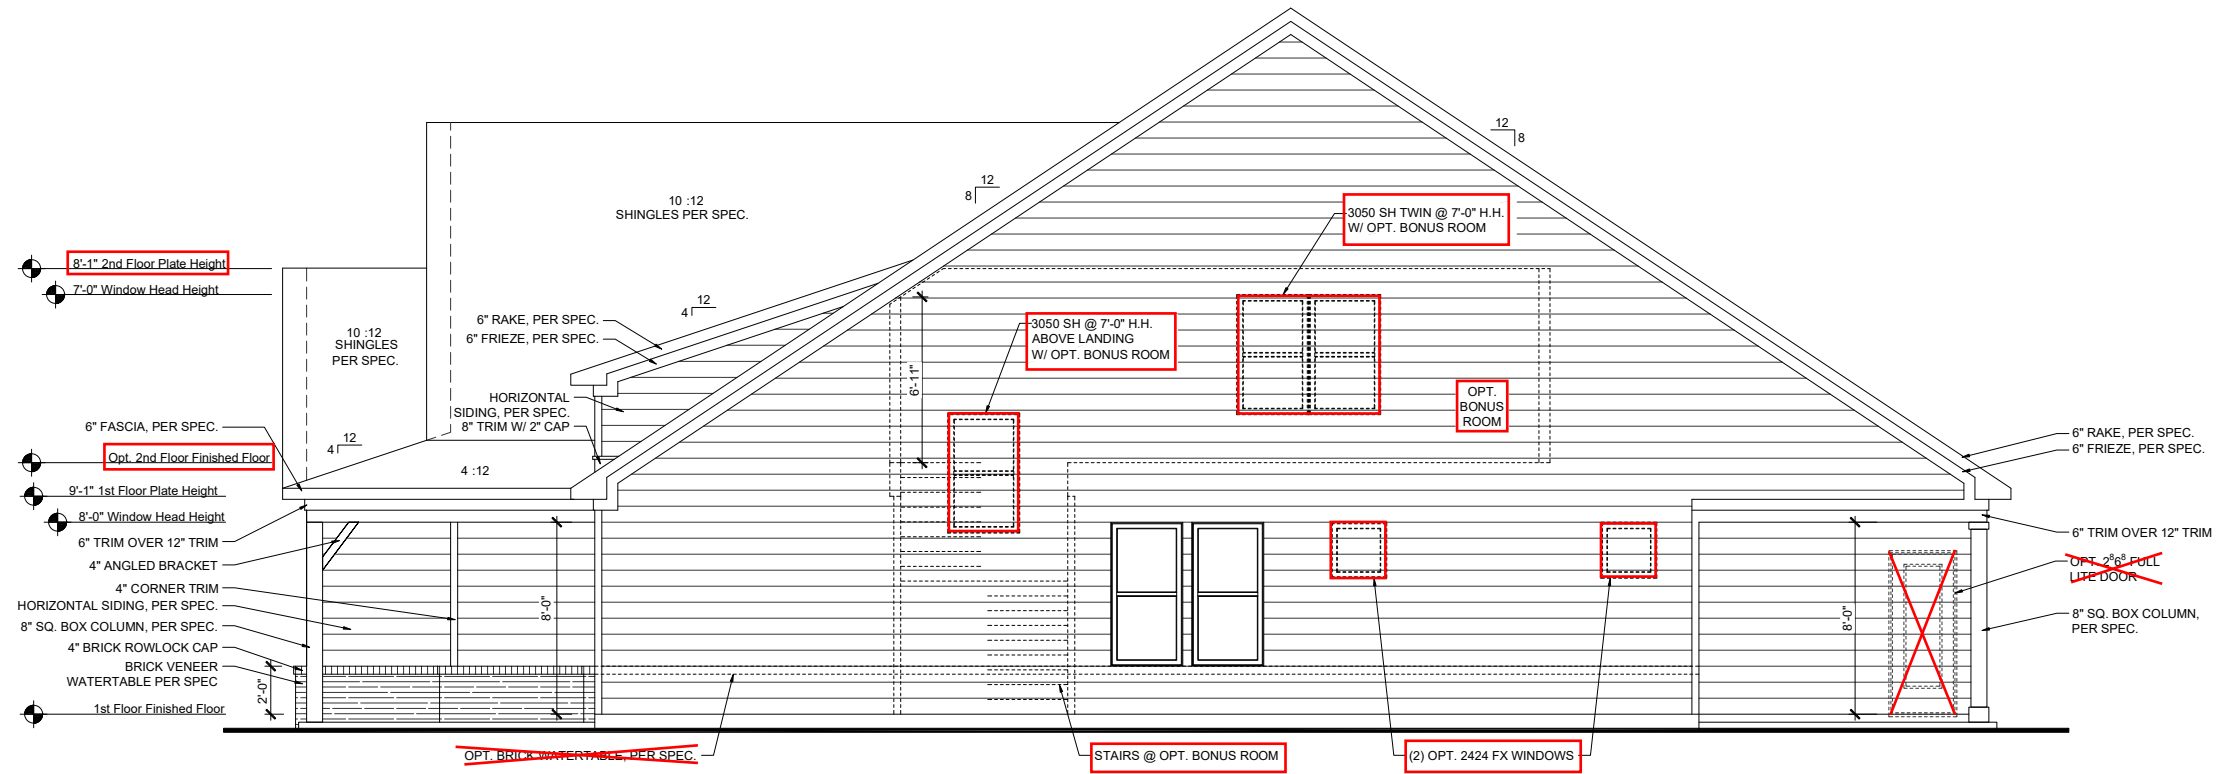 12
8
12
8
10 :12
SHINGLES PER SPEC.
3050 SH TWIN @ 7'-0" H.H.
W/ OPT. BONUS ROOM
8'-1" 2nd Floor Plate Height
7'-0" Window Head Height
12
4
6" RAKE, PER SPEC.
6" FRIEZE, PER SPEC.
10 :12
SHINGLES
PER SPEC.
3050 SH @ 7'-0" H.H.
ABOVE LANDING
W/ OPT. BONUS ROOM
6'-11"
OPT.
BONUS
ROOM
HORIZONTAL
SIDING, PER SPEC.
8" TRIM W/ 2" CAP
6" FASCIA, PER SPEC.
12
4
Opt. 2nd Floor Finished Floor
4 :12
9'-1" 1st Floor Plate Height
8'-0" Window Head Height
6" TRIM OVER 12" TRIM
4" ANGLED BRACKET
4" CORNER TRIM
HORIZONTAL SIDING, PER SPEC.
8" SQ. BOX COLUMN, PER SPEC.
4" BRICK ROWLOCK CAP
BRICK VENEER
WATERTABLE PER SPEC
2'-0"
1st Floor Finished Floor
8'-0"
8'-0"
6" RAKE, PER SPEC.
6" FRIEZE, PER SPEC.
6" TRIM OVER 12" TRIM
OPT. 2⁸6⁸ FULL
LITE DOOR
8" SQ. BOX COLUMN,
PER SPEC.
OPT. BRICK WATERTABLE, PER SPEC.
STAIRS @ OPT. BONUS ROOM
(2) OPT. 2424 FX WINDOWS